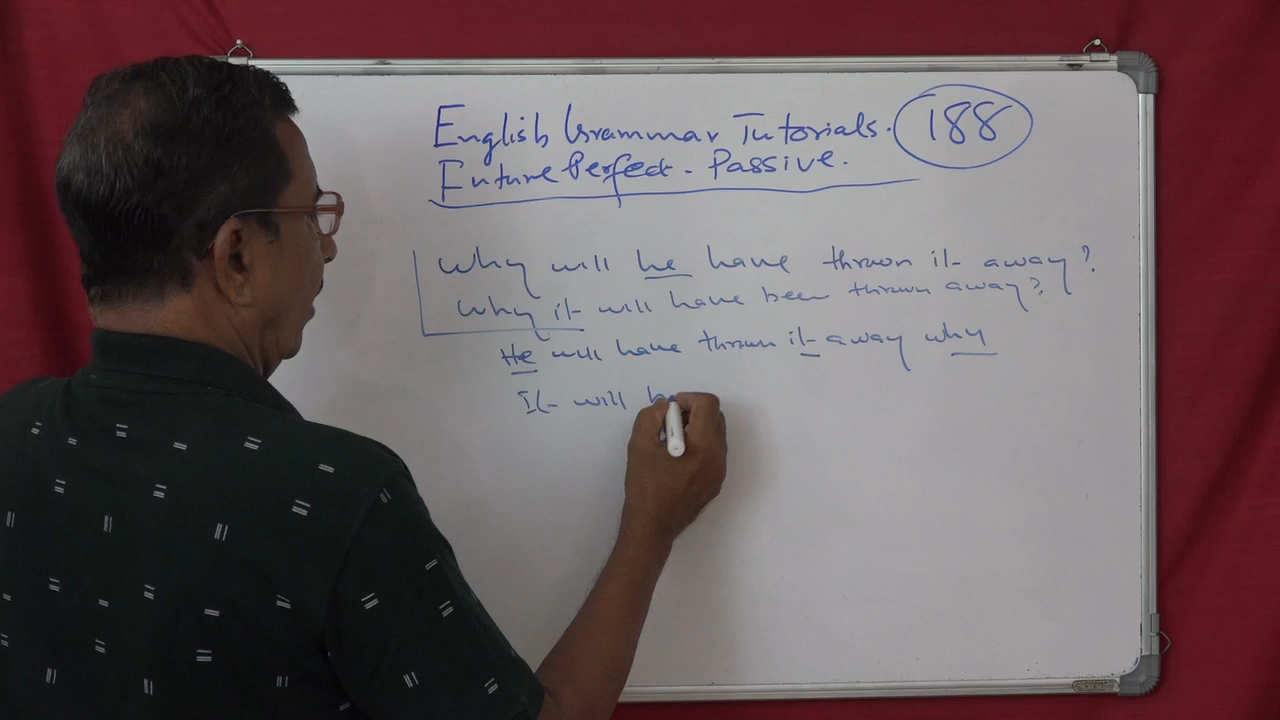 English Grammar Tutorials. 188
Future Perfect - Passive.
Why will he have thrown it away?
Why it will have been thrown away?
He will have thrown it away why
It will